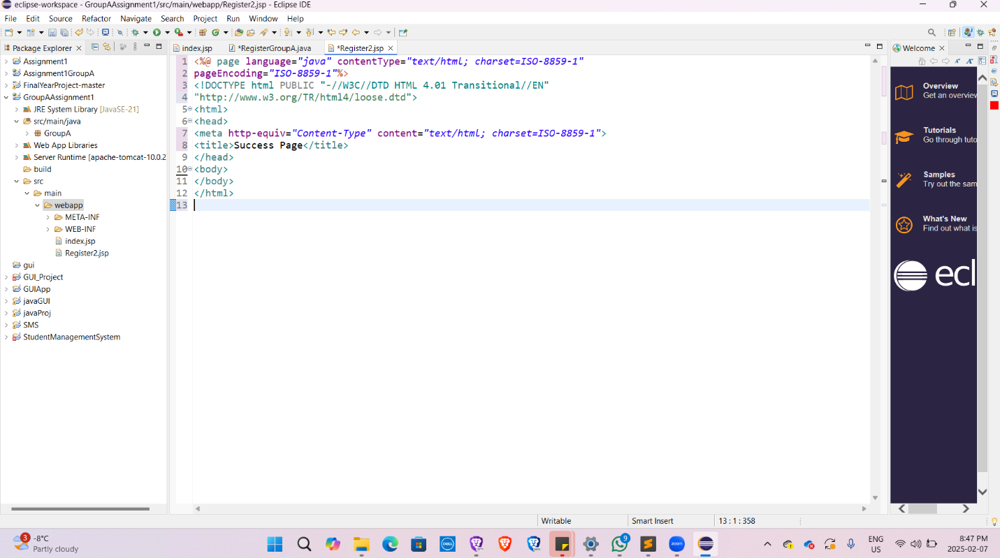 eclipse-workspace - GroupAAssignment1/src/main/webapp/Register2.jsp - Eclipse IDE
File Edit Source Refactor Navigate Search Project Run Window Help
Package Explorer
index.jsp
*RegisterGroupA.java
*Register2.jsp
Welcome
Assignment1
Assignment1GroupA
FinalYearProject-master
GroupAAssignment1
JRE System Library [JavaSE-21]
src/main/java
GroupA
Web App Libraries
Server Runtime [apache-tomcat-10.0.2
build
src
main
webapp
META-INF
WEB-INF
index.jsp
Register2.jsp
gui
GUI_Project
GUIApp
javaGUI
javaProj
SMS
StudentManagementSystem
1 <%@ page language="java" contentType="text/html; charset=ISO-8859-1"
2 pageEncoding="ISO-8859-1"%>
3 <!DOCTYPE html PUBLIC "-//W3C//DTD HTML 4.01 Transitional//EN"
4 "http://www.w3.org/TR/html4/loose.dtd">
5 <html>
6 <head>
7 <meta http-equiv="Content-Type" content="text/html; charset=ISO-8859-1">
8 <title>Success Page</title>
9 </head>
10 <body>
11 </body>
12 </html>
13
Overview
Get an overview
Tutorials
Go through tuto
Samples
Try out the sam
What's New
Find out what is
ecl
Writable
Smart Insert
13 : 1 : 358
3
-8°C
Partly cloudy
DELL
9
zoom
ENG
US
8:47 PM
2025-02-07